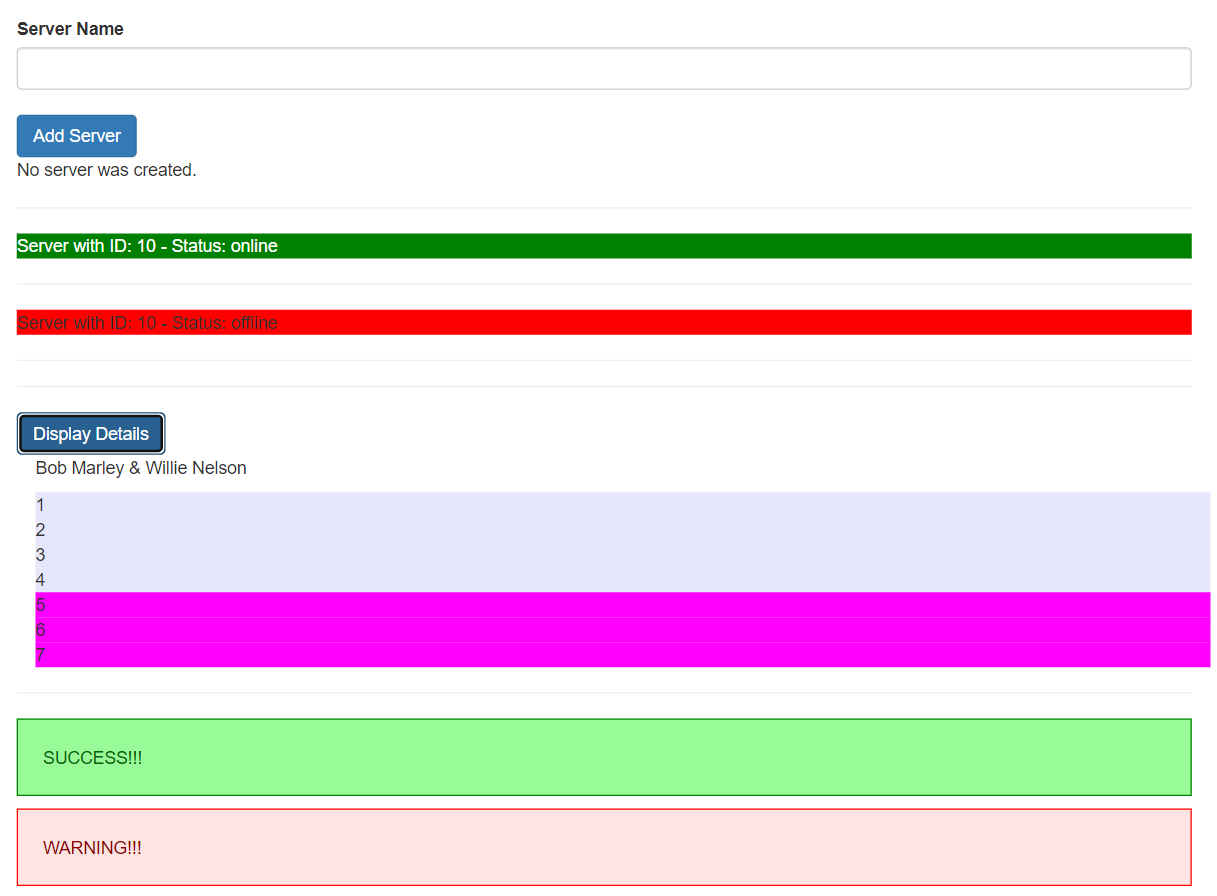 Server Name
Add Server
No server was created.
Server with ID: 10 - Status: online
Server with ID: 10 - Status: offline
Display Details
Bob Marley & Willie Nelson
1
2
3
4
5
6
7
SUCCESS!!!
WARNING!!!